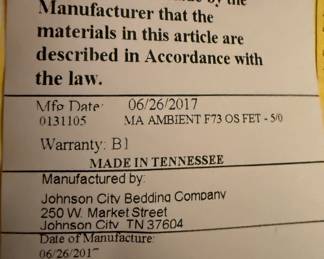 by the
Manufacturer that the
materials in this article are
described in Accordance with
the law.
Mfg Date: 06/26/2017
0131105 MA AMBIENT F73 OS FET - 5/0
Warranty: B1
MADE IN TENNESSEE
Manufactured by:
Johnson City Bedding Company
250 W. Market Street
Johnson City TN 37604
Date of Manufacture:
06/26/2017